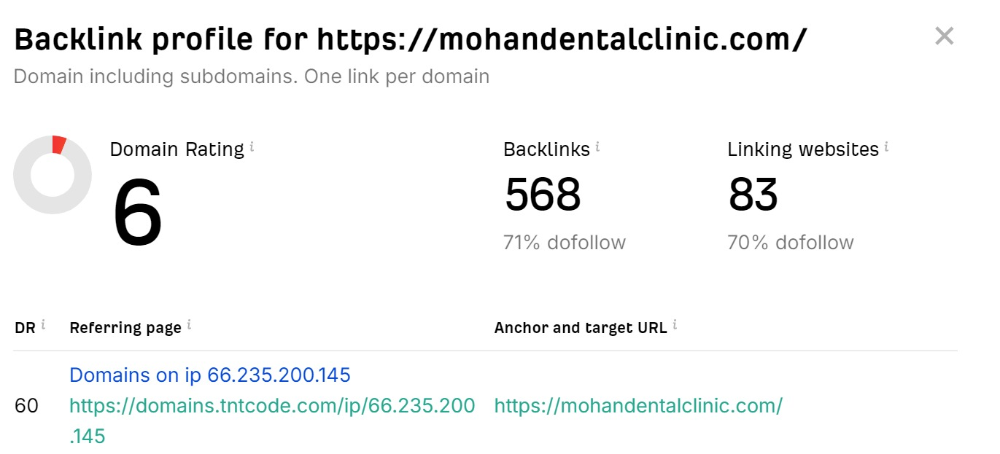 Backlink profile for https://mohandentalclinic.com/
Domain including subdomains. One link per domain
Domain Rating i
6
Backlinks i
568
71% dofollow
Linking websites i
83
70% dofollow
DR i Referring page i Anchor and target URL i
Domains on ip 66.235.200.145
60 https://domains.tntcode.com/ip/66.235.200 https://mohandentalclinic.com/
.145